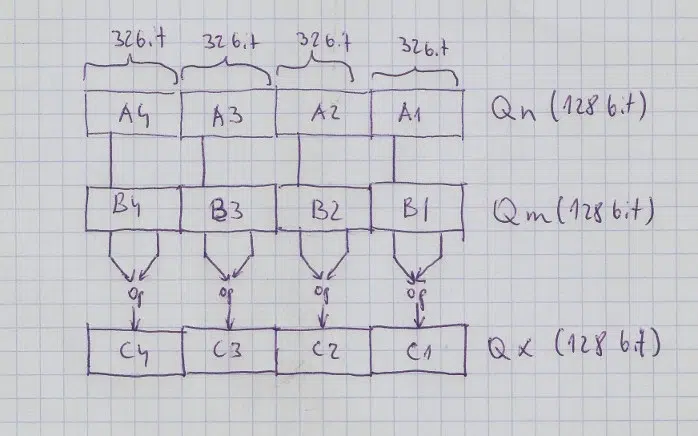 32bit 32bit 32bit 32bit
A4 A3 A2 A1 Qn (128 bit)
B4 B3 B2 B1 Qm (128 bit)
op op op op
C4 C3 C2 C1 Qx (128 bit)